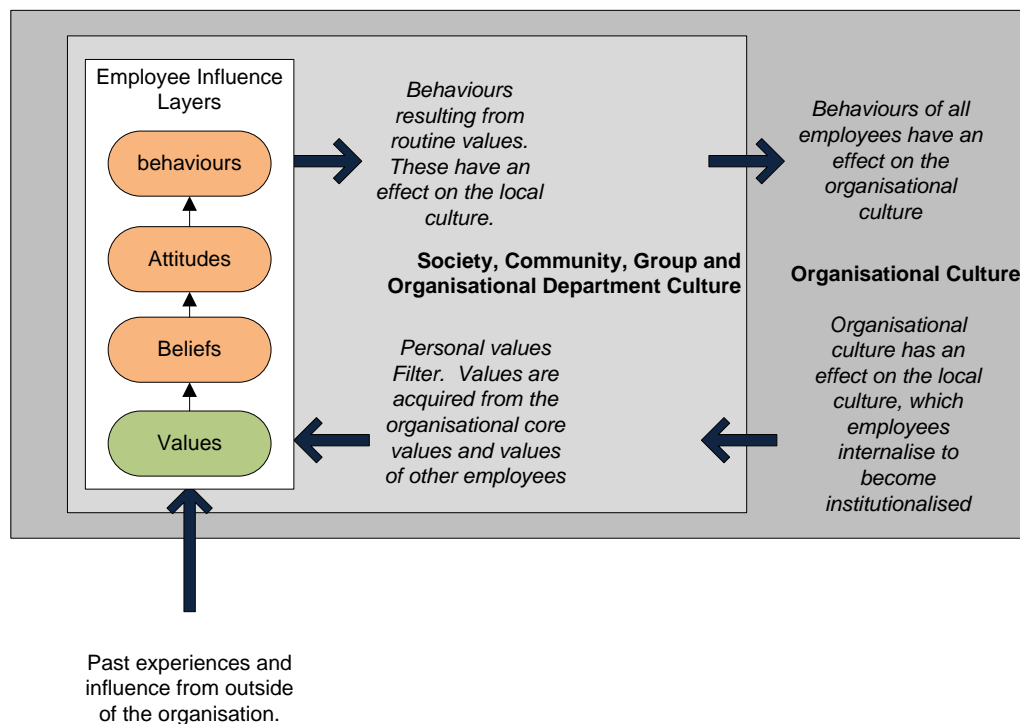 Employee Influence
Layers
behaviours
Attitudes
Beliefs
Values
Behaviours
resulting from
routine values.
These have an
effect on the local
culture.
Society, Community, Group and
Organisational Department Culture
Personal values
Filter.  Values are
acquired from the
organisational core
values and values
of other employees
Behaviours of all
employees have an
effect on the
organisational
culture
Organisational Culture
Organisational
culture has an
effect on the local
culture, which
employees
internalise to
become
institutionalised
Past experiences and
influence from outside
of the organisation.